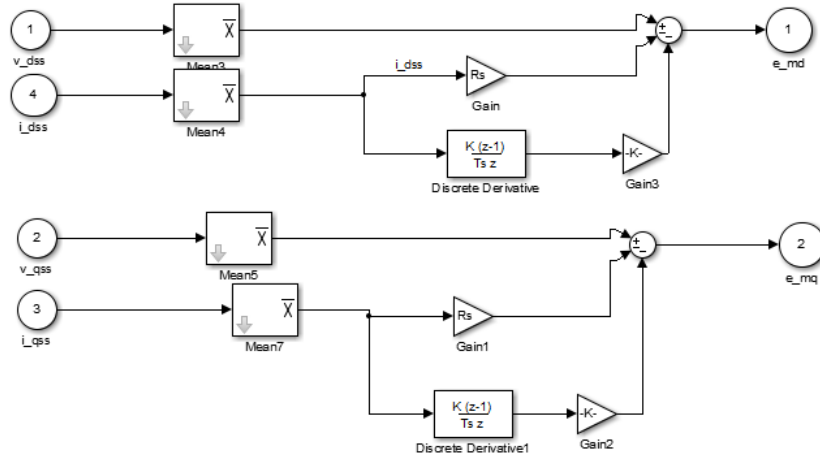 1
v_dss
X
Mean3
4
i_dss
X
Mean4
i_dss
Rs
Gain
K (z-1)
Ts z
Discrete Derivative
-K-
Gain3
+
−
−
1
e_md
2
v_qss
X
Mean5
3
i_qss
X
Mean7
Rs
Gain1
K (z-1)
Ts z
Discrete Derivative1
-K-
Gain2
+
−
−
2
e_mq